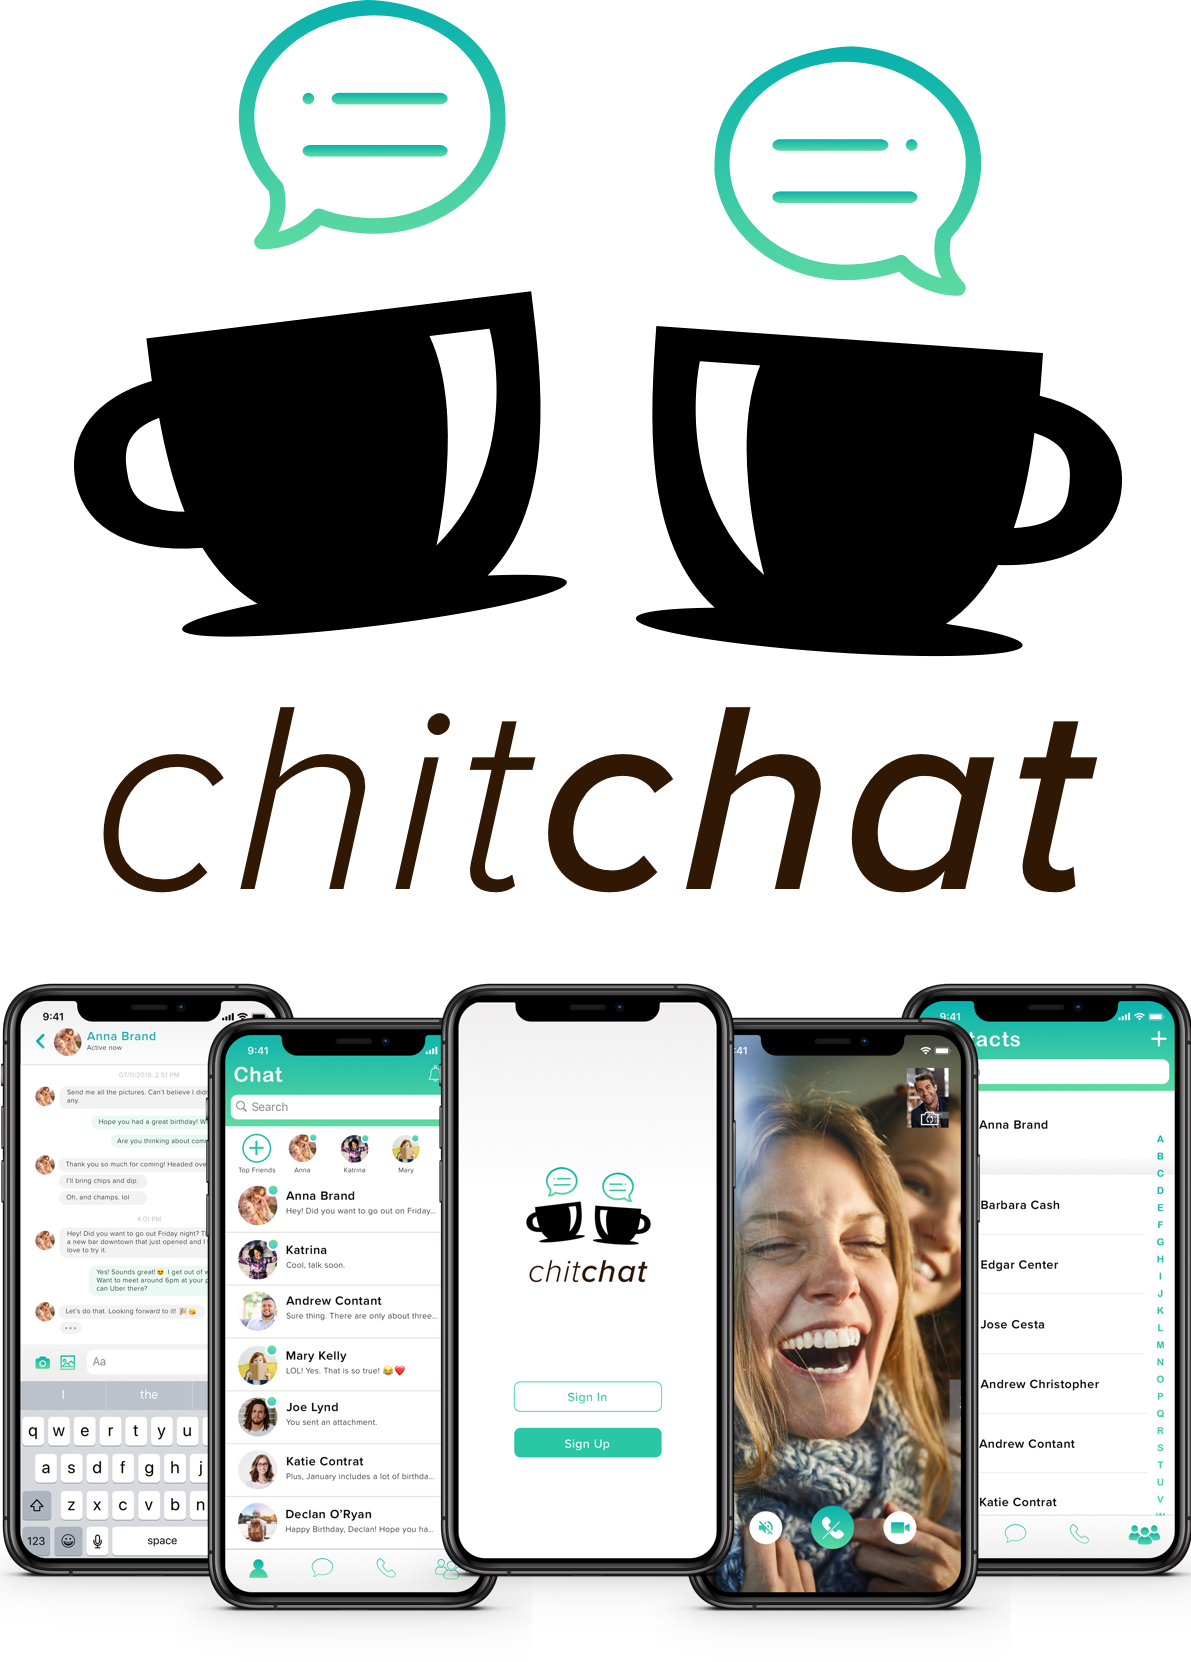 chitchat
9:41
Anna Brand
Active now
07/11/2019, 2:51 PM
Send me all the pictures. Can't believe I
any.
Hope you had a great birthday!
Are you thinking about
Thank you so much for coming! Headed
I'll bring chips and dip.
Oh, and champs. lol
4:01 PM
Hey! Did you want to go out Friday night?
a new bar downtown that just opened and I
love to try it.
Yes! Sounds great!😍 I get out of
Want to meet around 6pm at your
can Uber there?
Let's do that. Looking forward to it! 🎉😘
Aa
I the
q w e r t y u
a s d f g h j
z x c v b n
123 space
9:41
Chat
Search
Top Friends Anna Katrina Mary
Anna Brand
Hey! Did you want to go out on Friday...
Katrina
Cool, talk soon.
Andrew Contant
Sure thing. There are only about three...
Mary Kelly
LOL! Yes. That is so true! 😂❤️
Joe Lynd
You sent an attachment.
Katie Contrat
Plus, January includes a lot of birthda...
Declan O'Ryan
Happy Birthday, Declan! Hope you ha...
chitchat
Sign In
Sign Up
:41
9:41
tacts
Anna Brand
Barbara Cash
Edgar Center
Jose Cesta
Andrew Christopher
Andrew Contant
Katie Contrat
A
B
C
D
E
F
G
H
I
J
K
L
M
N
O
P
Q
R
S
T
U
V
W